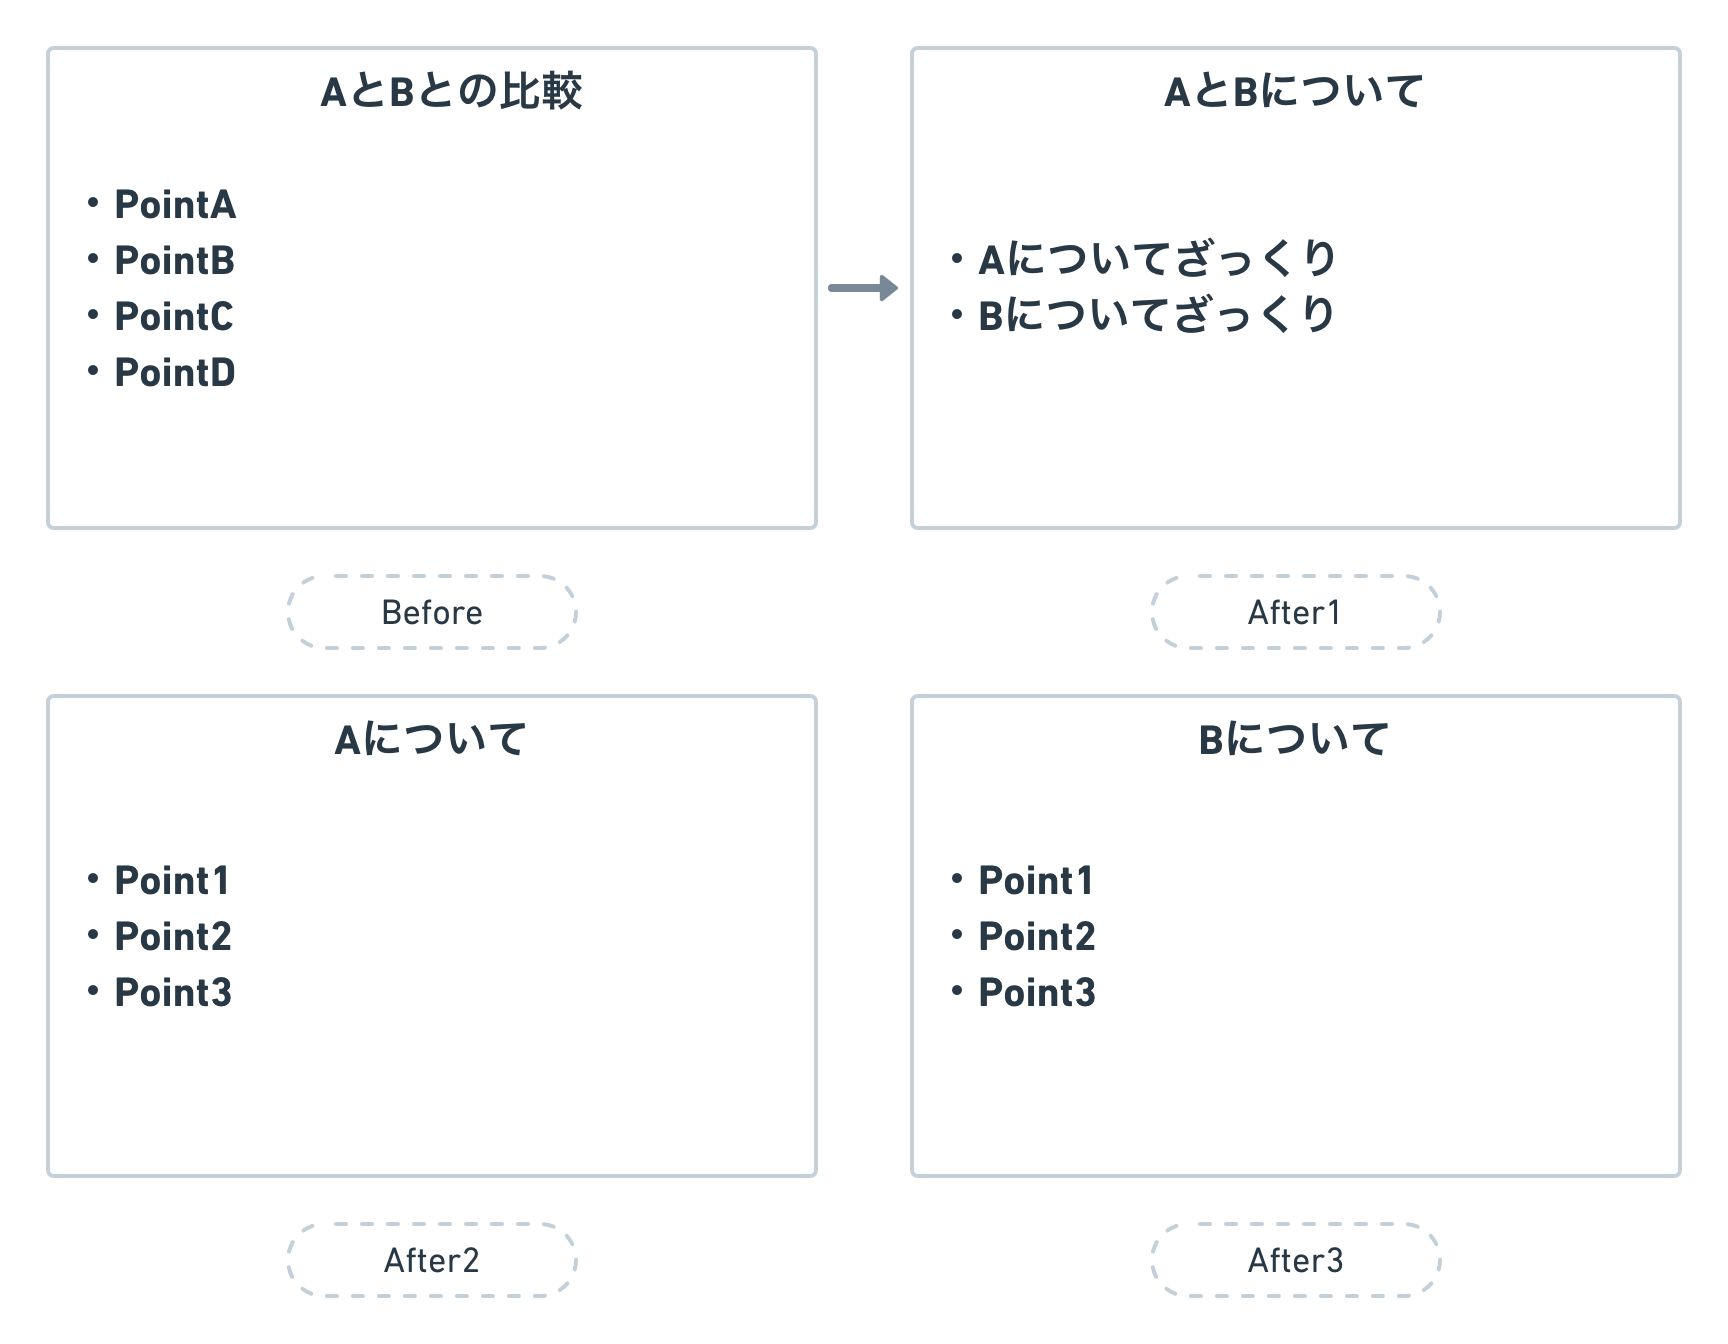 AとBとの比較
・PointA
・PointB
・PointC
・PointD
Before
AとBについて
・Aについてざっくり
・Bについてざっくり
After1
Aについて
・Point1
・Point2
・Point3
After2
Bについて
・Point1
・Point2
・Point3
After3